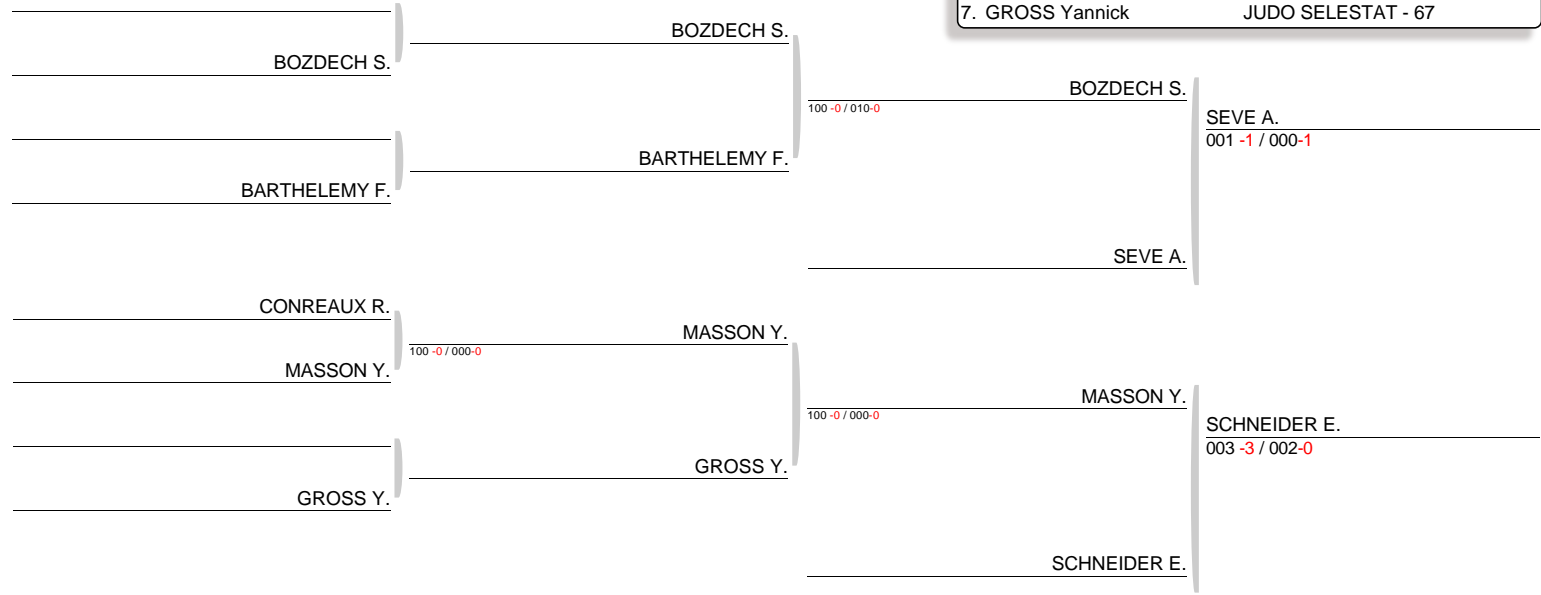 7. GROSS Yannick JUDO SELESTAT - 67
BOZDECH S.
BOZDECH S.
BOZDECH S.
100 -0 / 010-0
SEVE A.
001 -1 / 000-1
BARTHELEMY F.
BARTHELEMY F.
SEVE A.
CONREAUX R.
MASSON Y.
100 -0 / 000-0
MASSON Y.
MASSON Y.
100 -0 / 000-0
SCHNEIDER E.
003 -3 / 002-0
GROSS Y.
GROSS Y.
SCHNEIDER E.